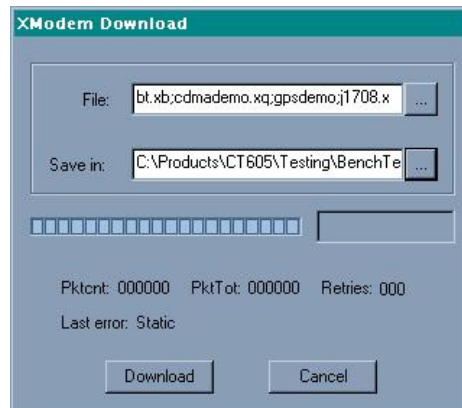 XModem Download
File: bt.xb;cdmademo.xq;gpsdemo;j1708.x ...
Save in: C:\Products\CT605\Testing\BenchTe ...
Pktcnt: 000000 PktTot: 000000 Retries: 000
Last error: Static
Download Cancel